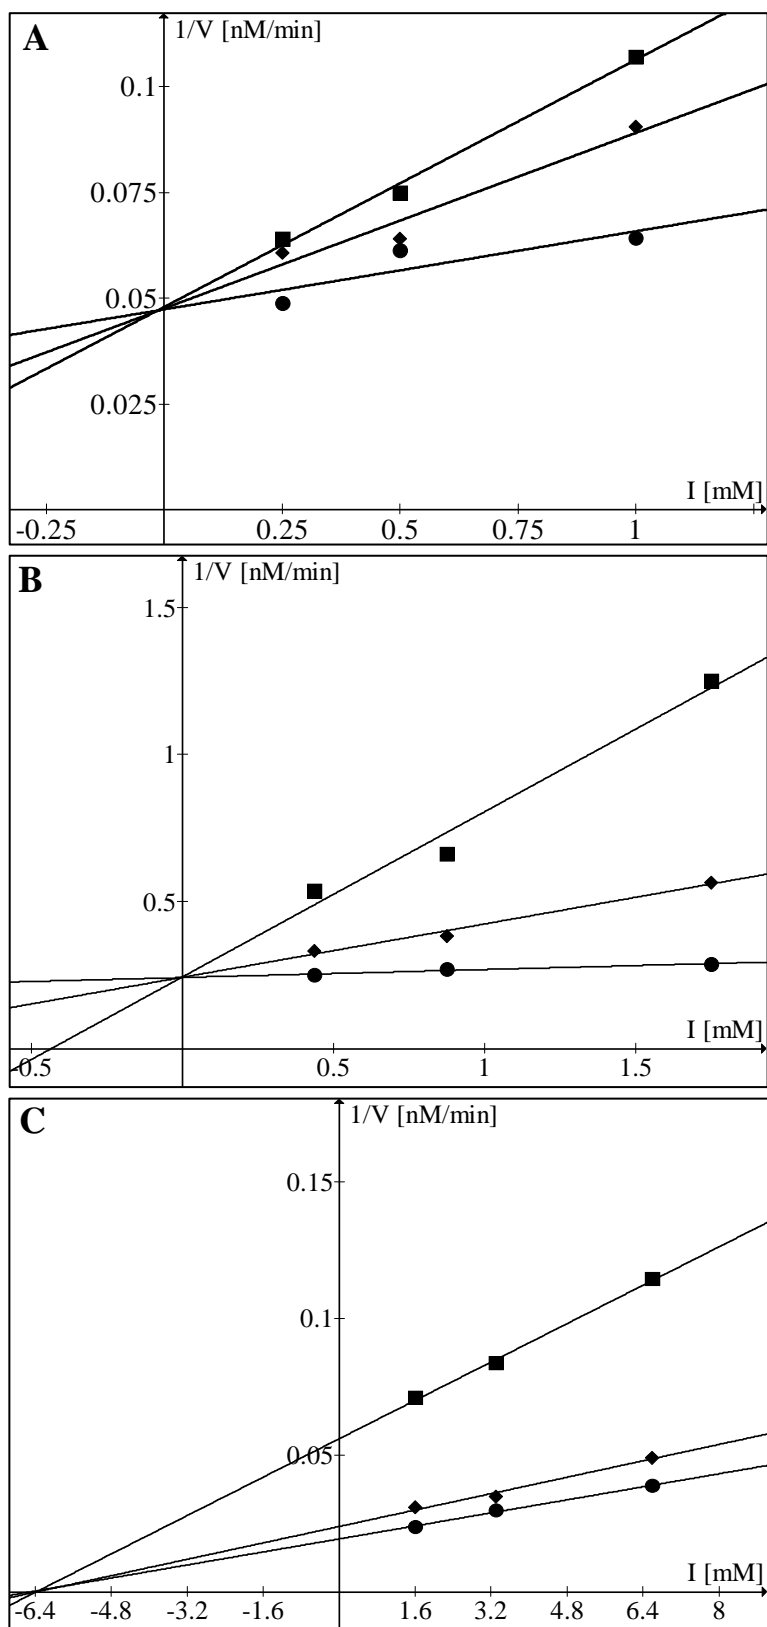 A
1/V [nM/min]
0.1
0.075
0.05
0.025
I [mM]
-0.25 0.25 0.5 0.75 1
B
1/V [nM/min]
1.5
1
0.5
I [mM]
-0.5 0.5 1 1.5
C
1/V [nM/min]
0.15
0.1
0.05
I [mM]
-6.4 -4.8 -3.2 -1.6 1.6 3.2 4.8 6.4 8